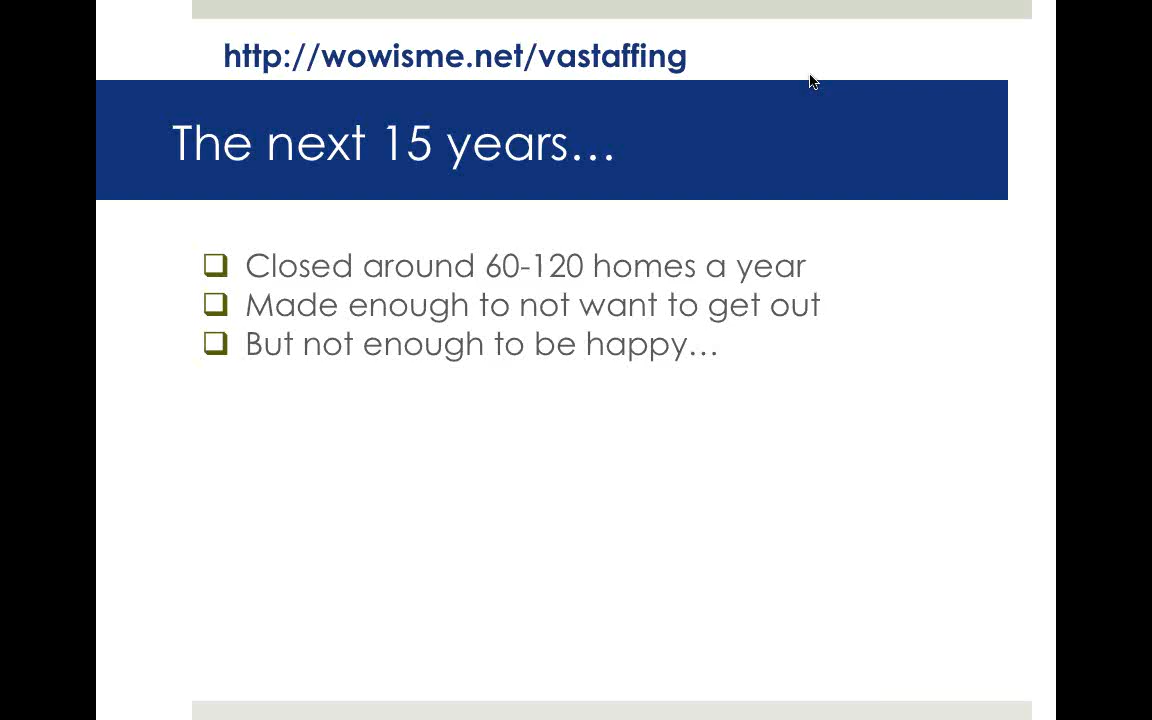 http://wowisme.net/vastaffing
The next 15 years…
Closed around 60-120 homes a year
Made enough to not want to get out
But not enough to be happy…